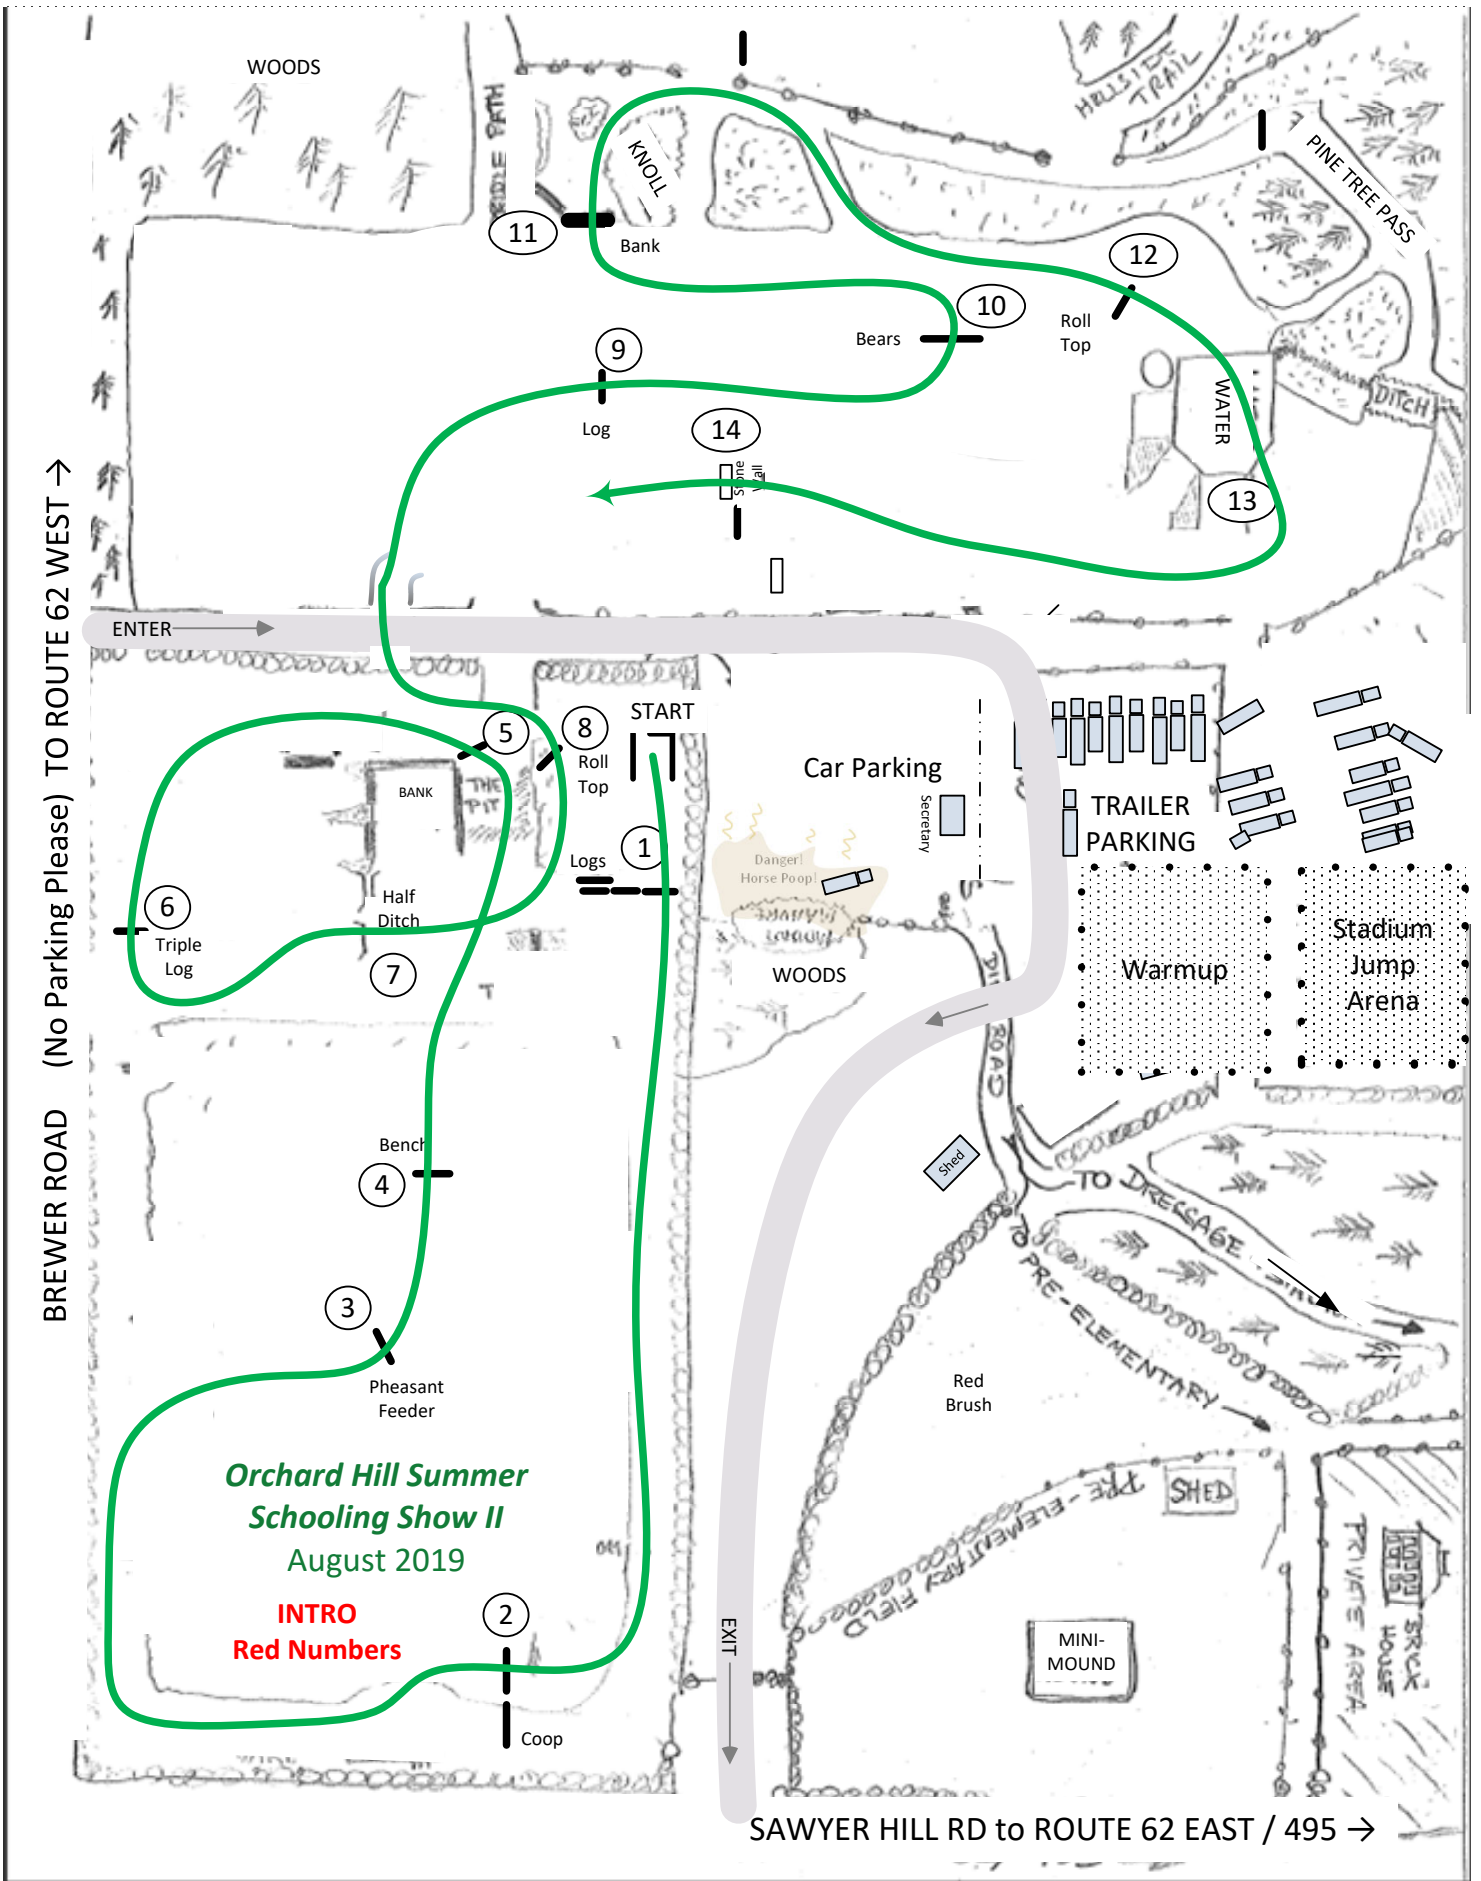 WOODS
BRIDLE PATH
KNOLL
HILLSIDE
TRAIL
PINE TREE PASS
11
Bank
12
10
Roll
Top
Bears
9
Log
14
Stone
Wall
WATER
DITCH
13
BREWER ROAD (No Parking Please) TO ROUTE 62 WEST →
ENTER
START
5
8
Roll
Top
BANK
THE
PIT
Car Parking
Secretary
TRAILER
PARKING
1
Logs
Danger!
Horse Poop!
MANURE
6
Triple
Log
Half
Ditch
7
WOODS
Warmup
Stadium
Jump
Arena
ROAD
Bench
4
Shed
TO DRESSAGE
TO PRE-ELEMENTARY
3
Pheasant
Feeder
Red
Brush
Orchard Hill Summer
Schooling Show II
August 2019
INTRO
Red Numbers
2
Coop
PRE-ELEMENTARY FIELD
SHED
MINI-
MOUND
PRIVATE AREA
BRICK
HOUSE
EXIT
SAWYER HILL RD to ROUTE 62 EAST / 495 →